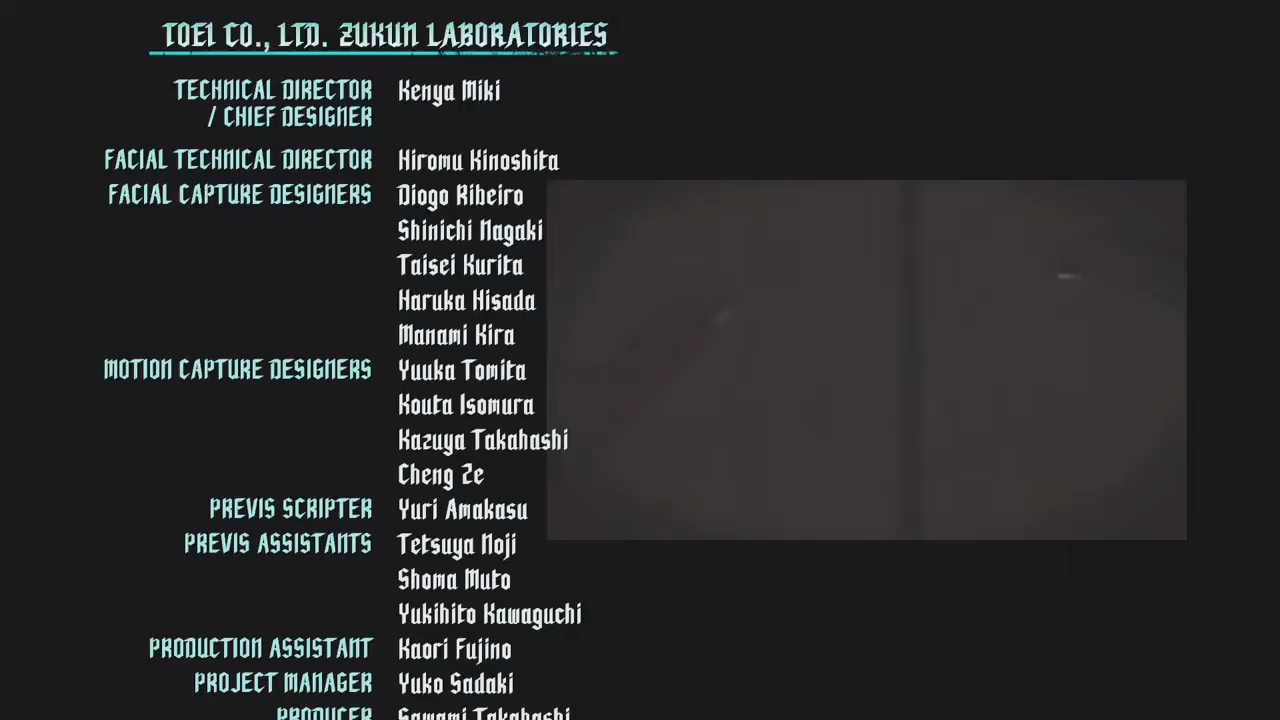 TOEI CO., LTD. ZUKUN LABORATORIES
TECHNICAL DIRECTOR Kenya Miki
/ CHIEF DESIGNER
FACIAL TECHNICAL DIRECTOR Hiromu Kinoshita
FACIAL CAPTURE DESIGNERS Diogo Ribeiro
Shinichi Nagaki
Taisei Kurita
Haruka Hisada
Manami Kira
MOTION CAPTURE DESIGNERS Yuuka Tomita
Kouta Isomura
Kazuya Takahashi
Cheng Ze
PREVIS SCRIPTER Yuri Amakasu
PREVIS ASSISTANTS Tetsuya Noji
Shoma Muto
Yukihito Kawaguchi
PRODUCTION ASSISTANT Kaori Fujino
PROJECT MANAGER Yuko Sadaki
PRODUCER Sawami Takahashi